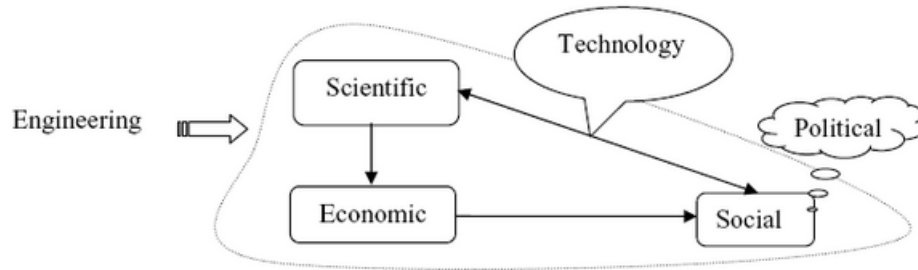 Technology
Scientific
Engineering
Political
Economic
Social